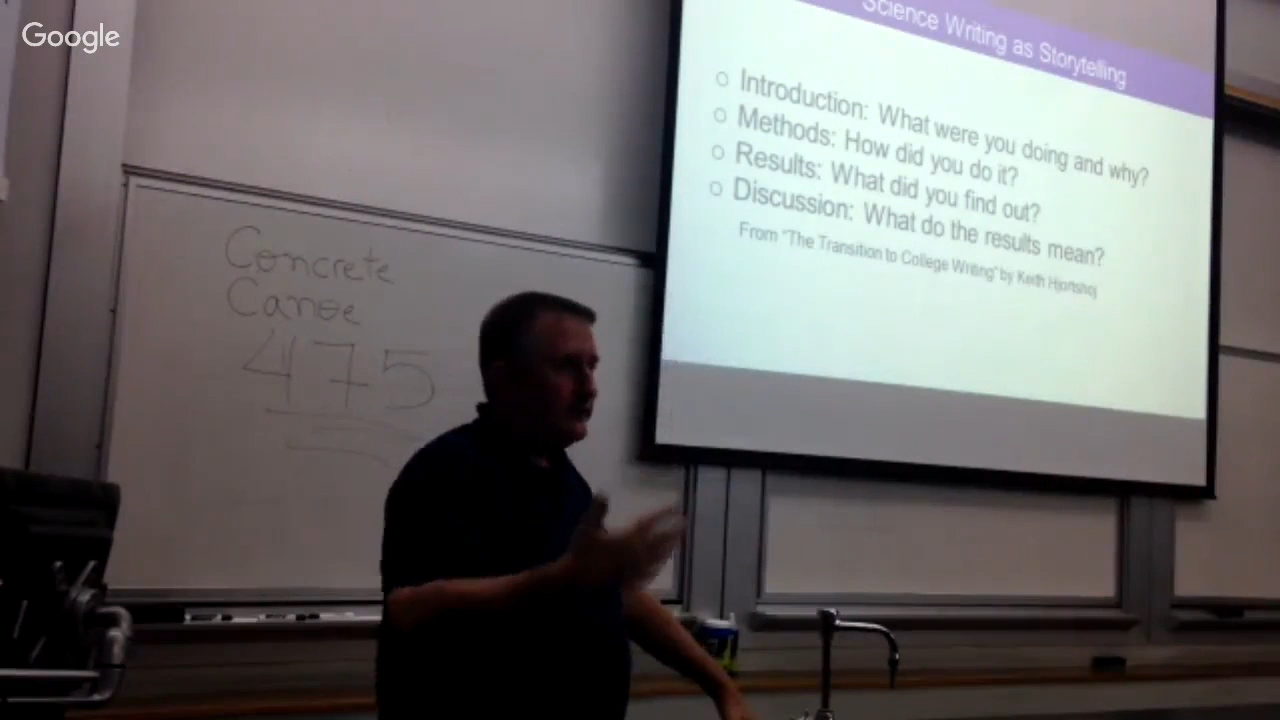 Google
Science Writing as Storytelling
Introduction: What were you doing and why?
Methods: How did you do it?
Results: What did you find out?
Discussion: What do the results mean?
From "The Transition to College Writing" by Keith Hjortshoj
Concrete
Canoe
475